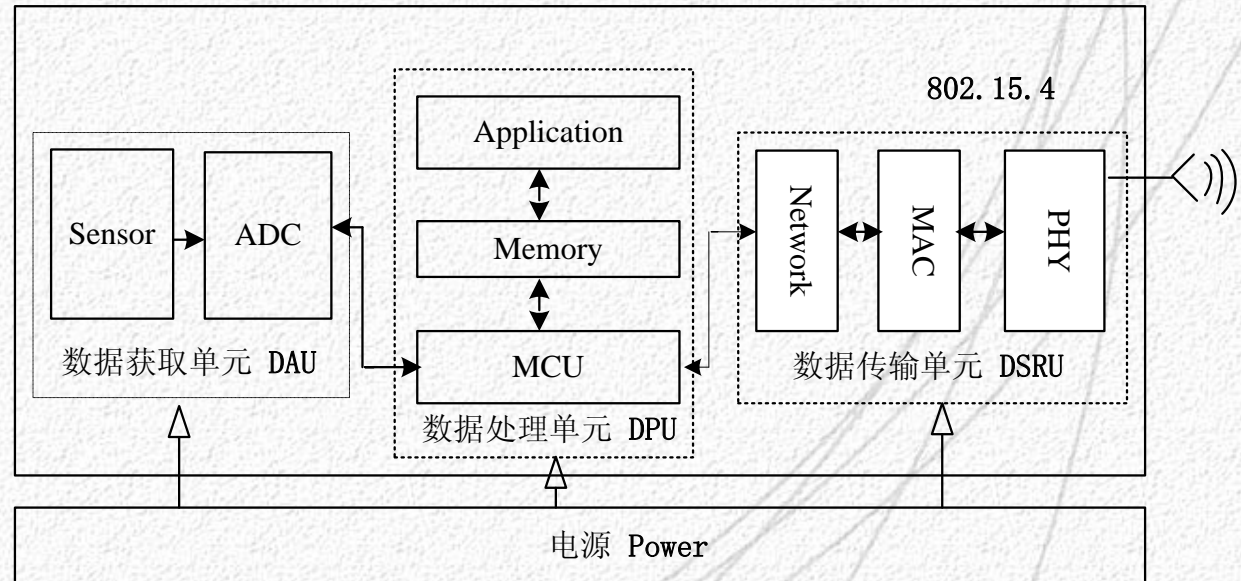 802.15.4
Sensor
ADC
数据获取单元 DAU
Application
Memory
MCU
数据处理单元 DPU
Network
MAC
PHY
数据传输单元 DSRU
电源 Power